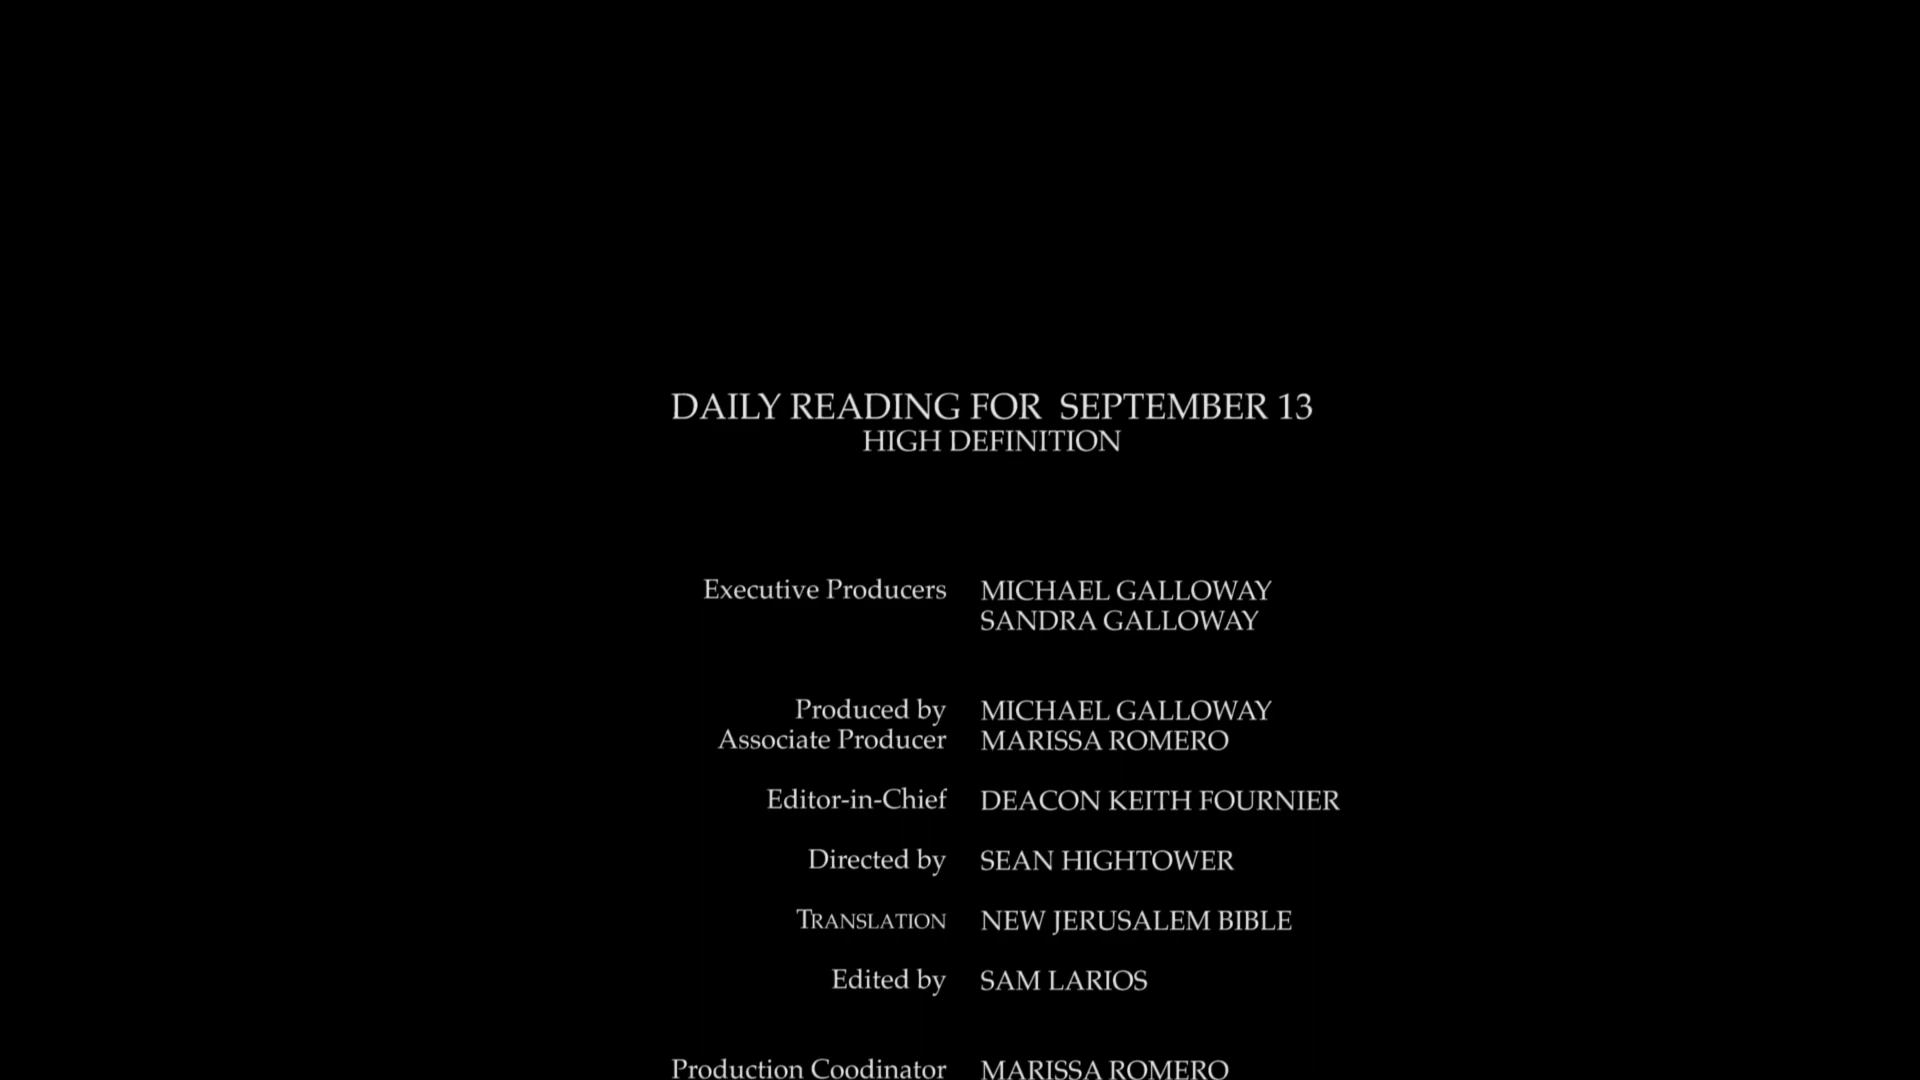 DAILY READING FOR  SEPTEMBER 13
HIGH DEFINITION
Executive Producers MICHAEL GALLOWAY
SANDRA GALLOWAY
Produced by MICHAEL GALLOWAY
Associate Producer MARISSA ROMERO
Editor-in-Chief DEACON KEITH FOURNIER
Directed by SEAN HIGHTOWER
TRANSLATION NEW JERUSALEM BIBLE
Edited by SAM LARIOS
Production Coodinator MARISSA ROMERO